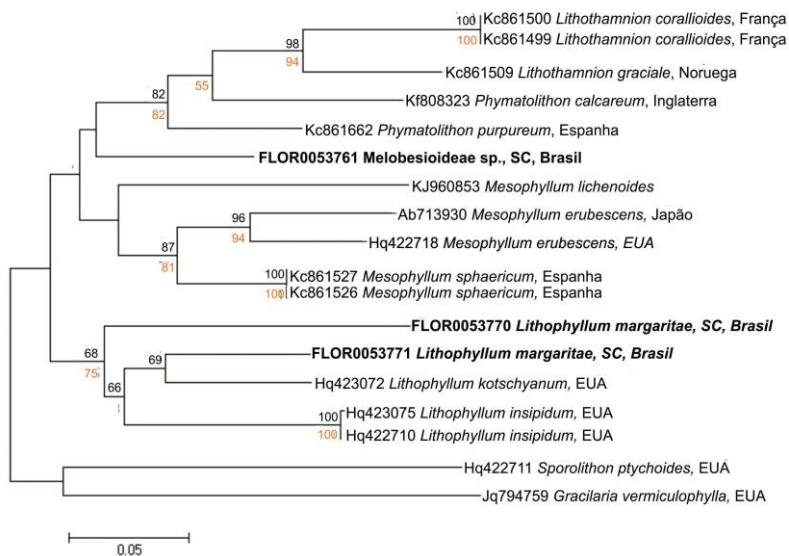 100 Kc861500 Lithothamnion corallioides, França
100 Kc861499 Lithothamnion corallioides, França
98
94
Kc861509 Lithothamnion graciale, Noruega
55
Kf808323 Phymatolithon calcareum, Inglaterra
82
82
Kc861662 Phymatolithon purpureum, Espanha
FLOR0053761 Melobesioideae sp., SC, Brasil
KJ960853 Mesophyllum lichenoides
96
Ab713930 Mesophyllum erubescens, Japão
94
Hq422718 Mesophyllum erubescens, EUA
87
81
100 Kc861527 Mesophyllum sphaericum, Espanha
100 Kc861526 Mesophyllum sphaericum, Espanha
FLOR0053770 Lithophyllum margaritae, SC, Brasil
68
75
69
FLOR0053771 Lithophyllum margaritae, SC, Brasil
66
Hq423072 Lithophyllum kotschyanum, EUA
100 Hq423075 Lithophyllum insipidum, EUA
100 Hq422710 Lithophyllum insipidum, EUA
Hq422711 Sporolithon ptychoides, EUA
Jq794759 Gracilaria vermiculophylla, EUA
0.05